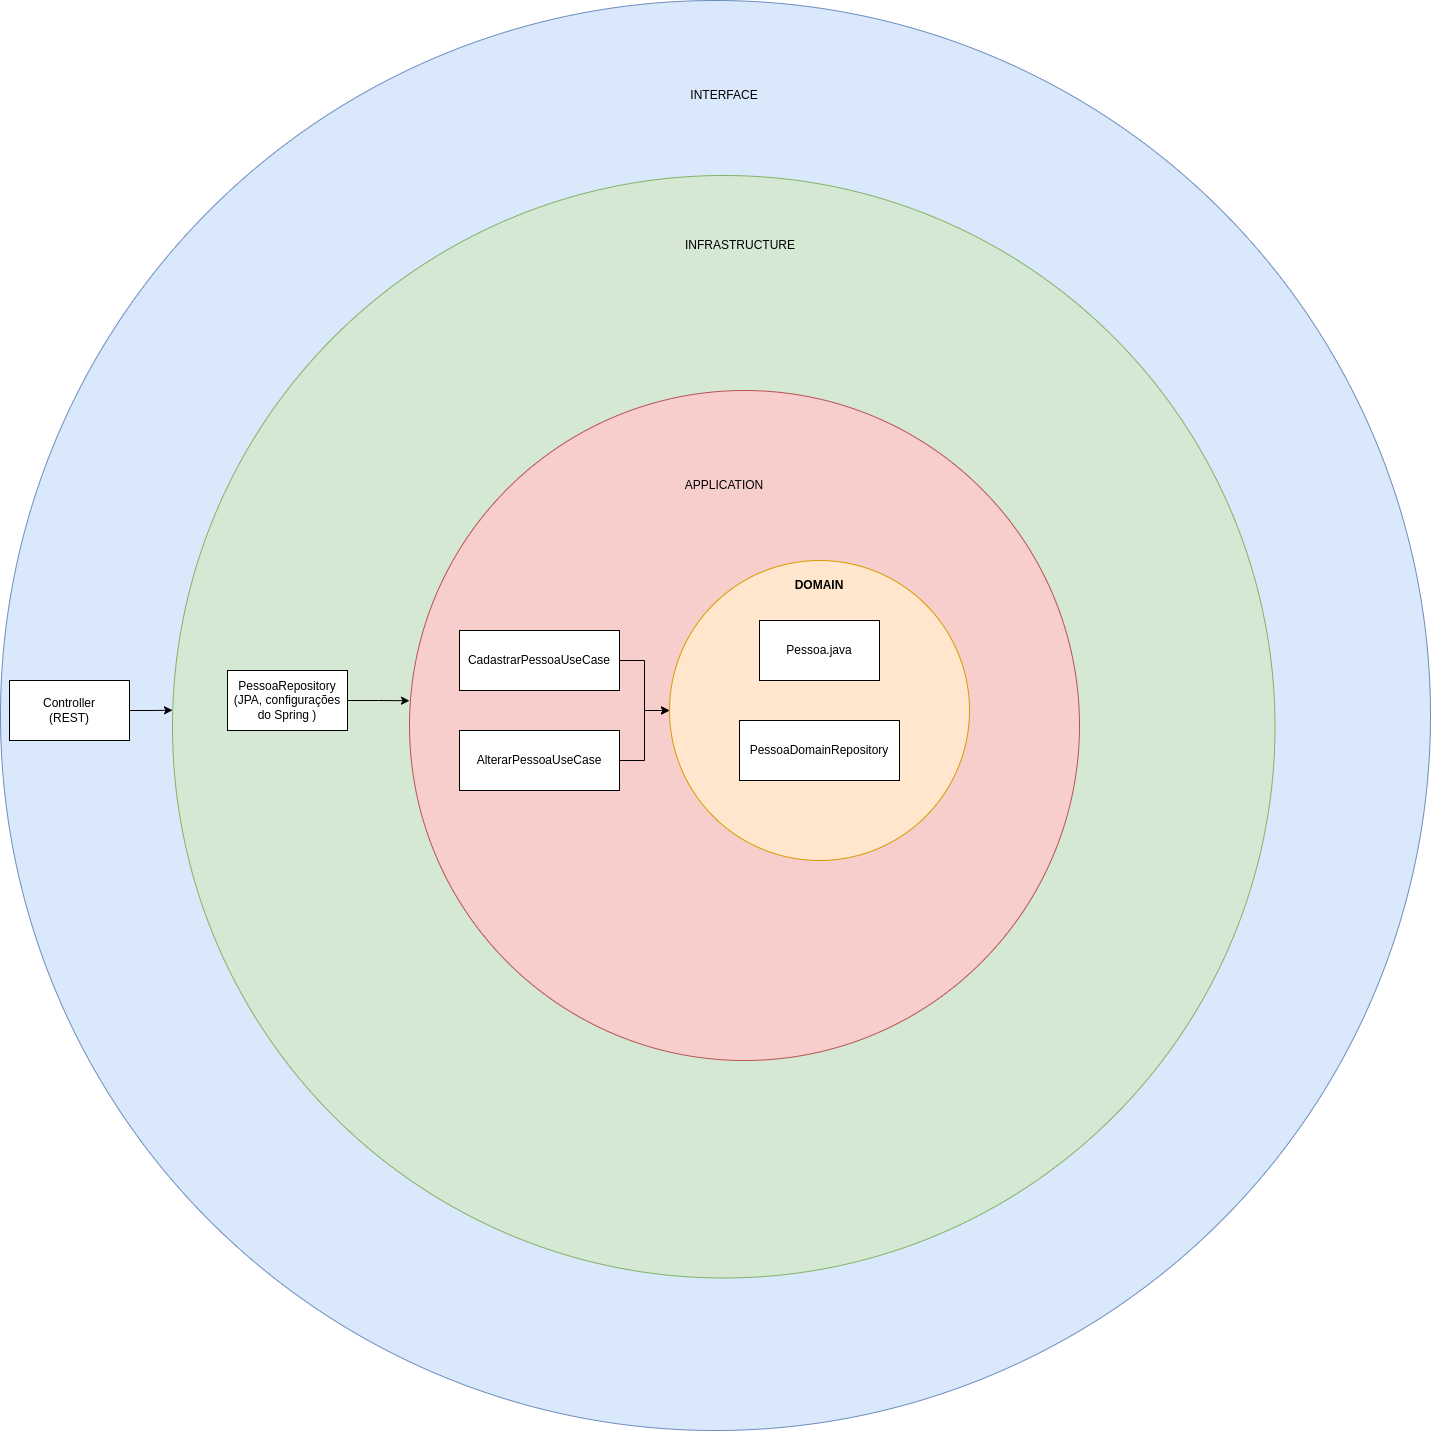 INTERFACE
INFRASTRUCTURE
APPLICATION
DOMAIN
Pessoa.java
CadastrarPessoaUseCase
PessoaRepository
(JPA, configurações
do Spring )
Controller
(REST)
AlterarPessoaUseCase
PessoaDomainRepository